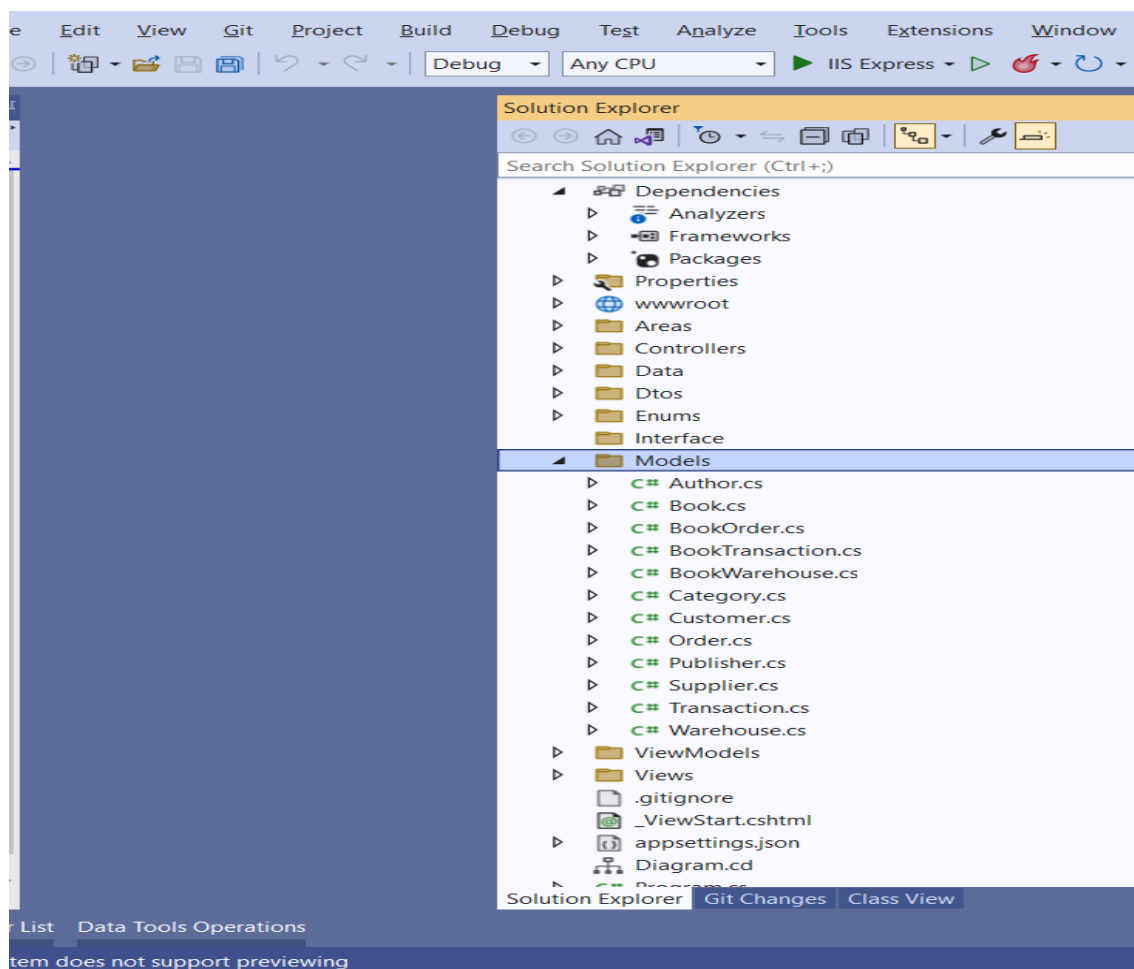 e Edit View Git Project Build Debug Test Analyze Tools Extensions Window
Debug Any CPU IIS Express
Solution Explorer
Search Solution Explorer (Ctrl+;)
Dependencies
Analyzers
Frameworks
Packages
Properties
wwwroot
Areas
Controllers
Data
Dtos
Enums
Interface
Models
C# Author.cs
C# Book.cs
C# BookOrder.cs
C# BookTransaction.cs
C# BookWarehouse.cs
C# Category.cs
C# Customer.cs
C# Order.cs
C# Publisher.cs
C# Supplier.cs
C# Transaction.cs
C# Warehouse.cs
ViewModels
Views
.gitignore
_ViewStart.cshtml
appsettings.json
Diagram.cd
C# Program.cs
Solution Explorer Git Changes Class View
r List Data Tools Operations
tem does not support previewing